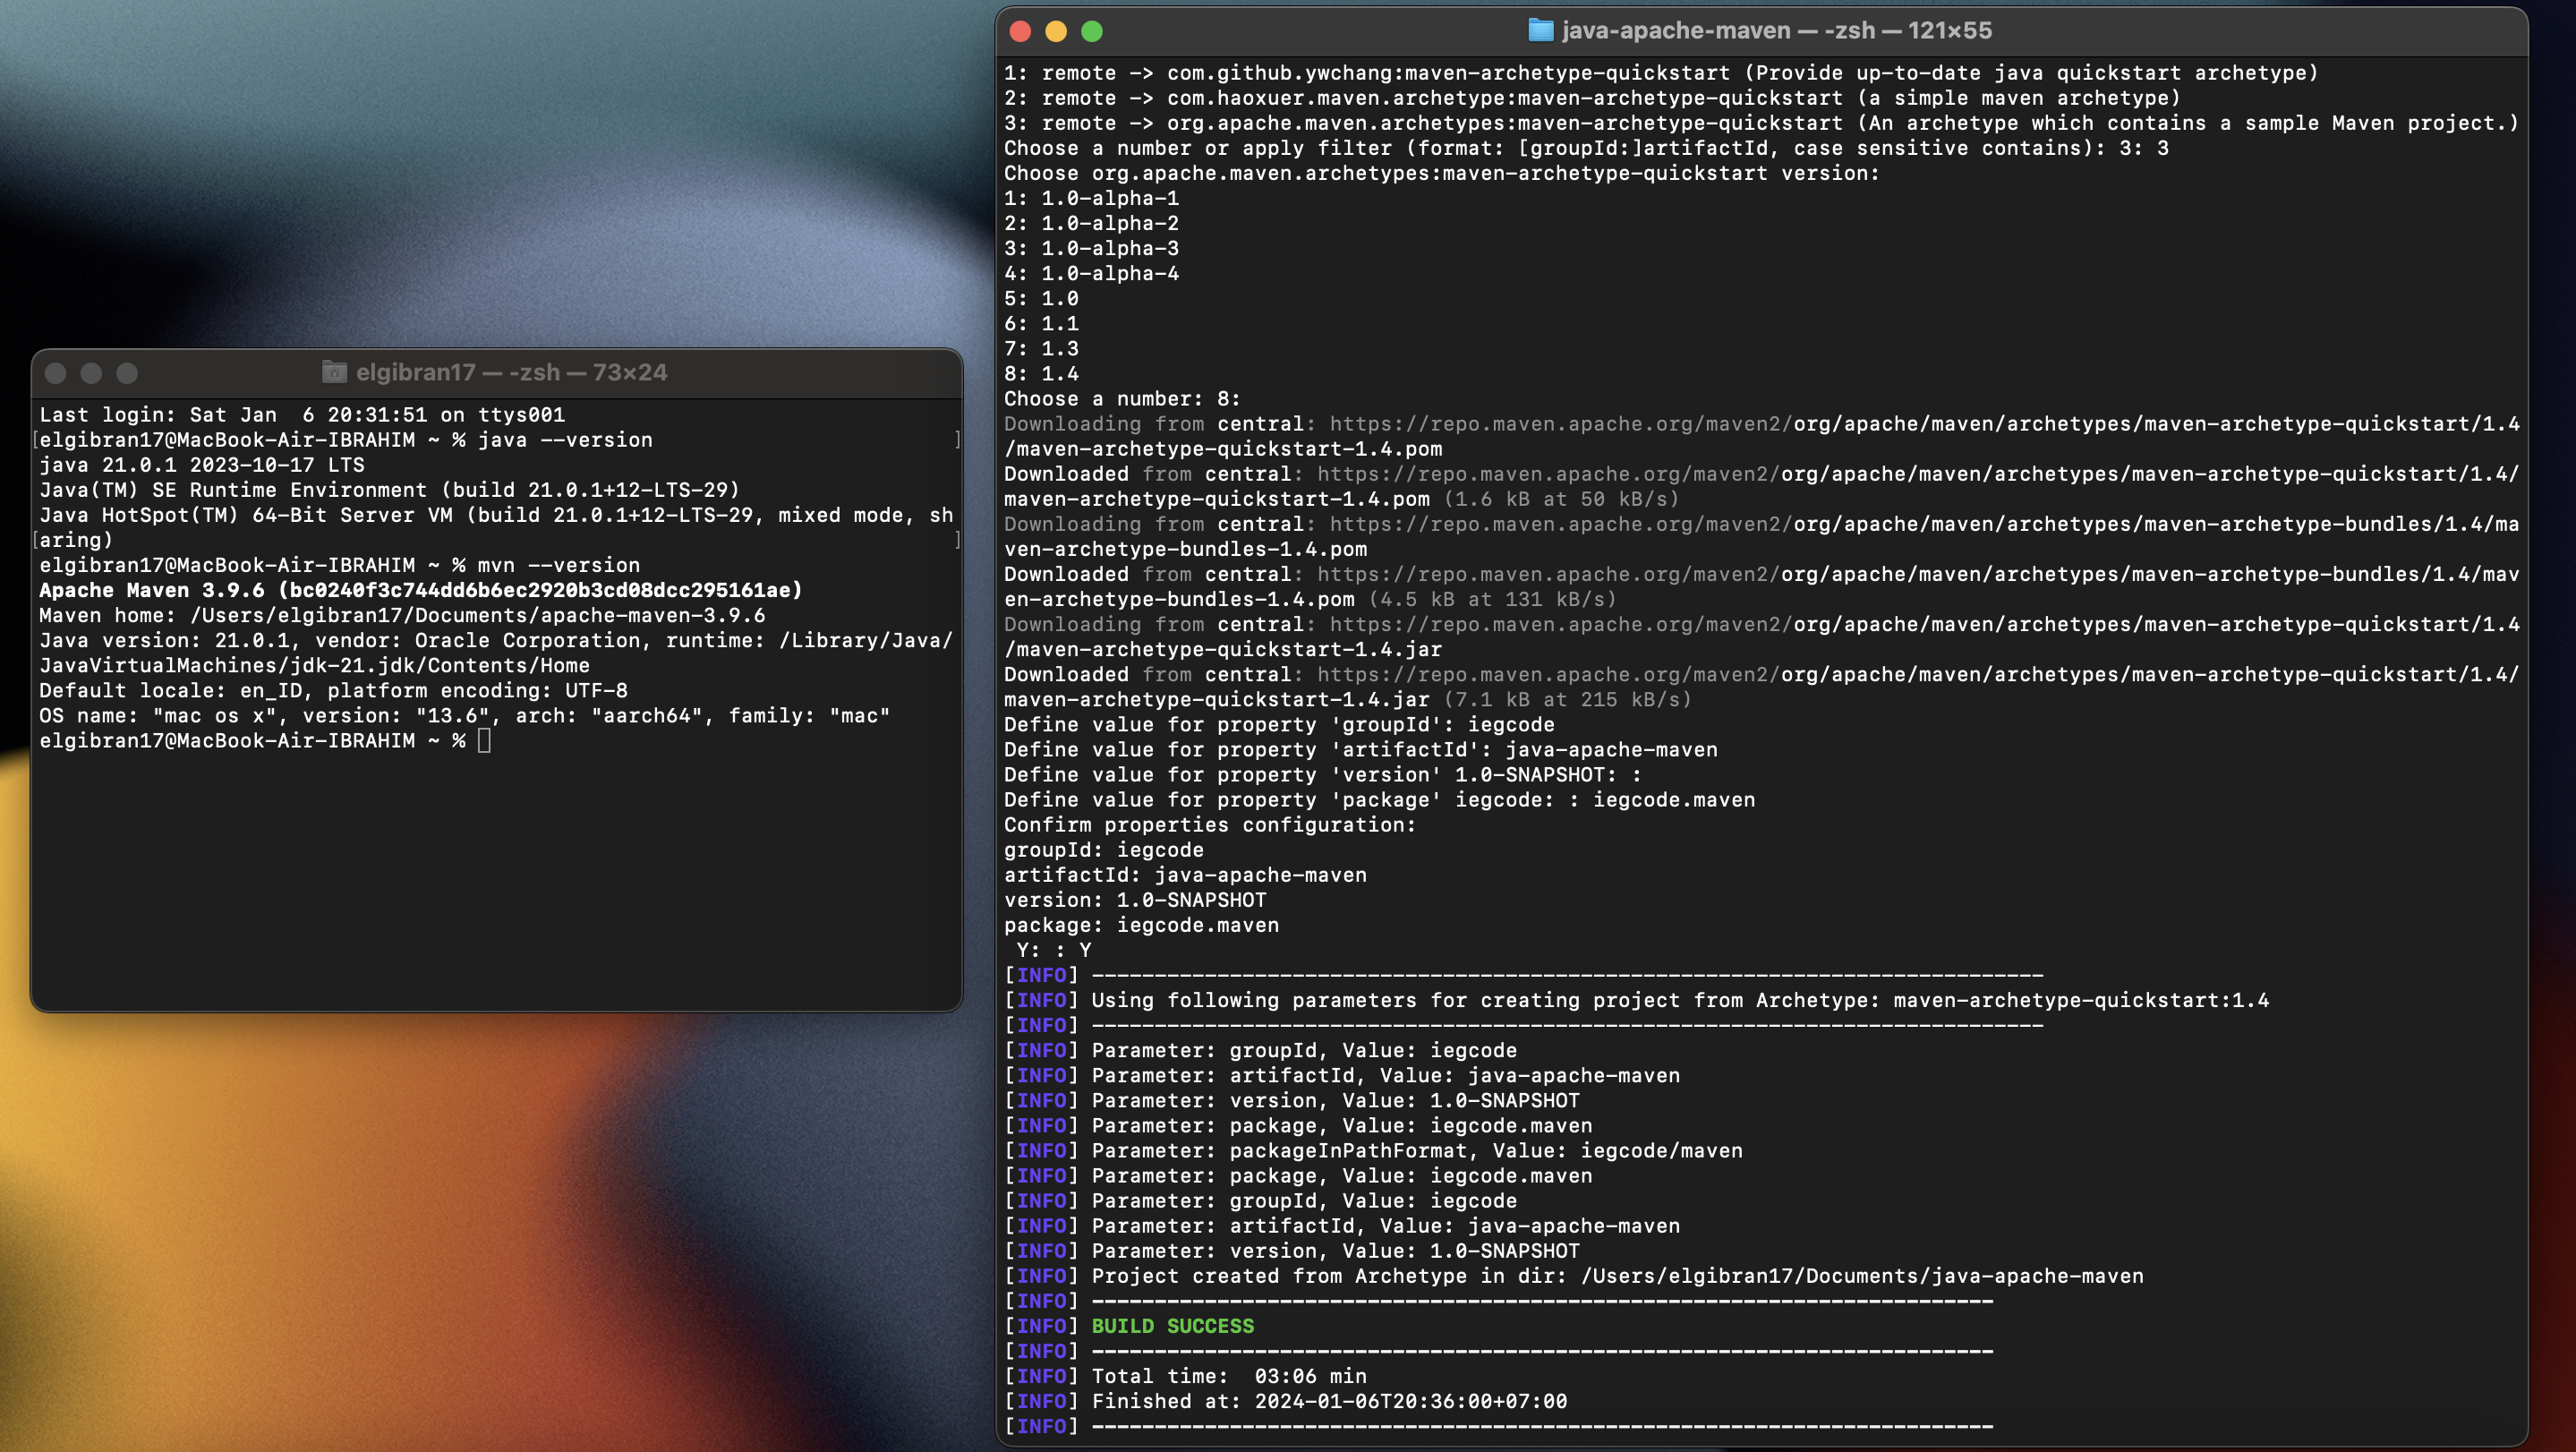 elgibran17 — -zsh — 73×24
Last login: Sat Jan  6 20:31:51 on ttys001
[elgibran17@MacBook-Air-IBRAHIM ~ % java --version ]
java 21.0.1 2023-10-17 LTS
Java(TM) SE Runtime Environment (build 21.0.1+12-LTS-29)
Java HotSpot(TM) 64-Bit Server VM (build 21.0.1+12-LTS-29, mixed mode, sh
[aring) ]
elgibran17@MacBook-Air-IBRAHIM ~ % mvn --version
Apache Maven 3.9.6 (bc0240f3c744dd6b6ec2920b3cd08dcc295161ae)
Maven home: /Users/elgibran17/Documents/apache-maven-3.9.6
Java version: 21.0.1, vendor: Oracle Corporation, runtime: /Library/Java/
JavaVirtualMachines/jdk-21.jdk/Contents/Home
Default locale: en_ID, platform encoding: UTF-8
OS name: "mac os x", version: "13.6", arch: "aarch64", family: "mac"
elgibran17@MacBook-Air-IBRAHIM ~ %
java-apache-maven — -zsh — 121×55
1: remote -> com.github.ywchang:maven-archetype-quickstart (Provide up-to-date java quickstart archetype)
2: remote -> com.haoxuer.maven.archetype:maven-archetype-quickstart (a simple maven archetype)
3: remote -> org.apache.maven.archetypes:maven-archetype-quickstart (An archetype which contains a sample Maven project.)
Choose a number or apply filter (format: [groupId:]artifactId, case sensitive contains): 3: 3
Choose org.apache.maven.archetypes:maven-archetype-quickstart version:
1: 1.0-alpha-1
2: 1.0-alpha-2
3: 1.0-alpha-3
4: 1.0-alpha-4
5: 1.0
6: 1.1
7: 1.3
8: 1.4
Choose a number: 8:
Downloading from central: https://repo.maven.apache.org/maven2/org/apache/maven/archetypes/maven-archetype-quickstart/1.4
/maven-archetype-quickstart-1.4.pom
Downloaded from central: https://repo.maven.apache.org/maven2/org/apache/maven/archetypes/maven-archetype-quickstart/1.4/
maven-archetype-quickstart-1.4.pom (1.6 kB at 50 kB/s)
Downloading from central: https://repo.maven.apache.org/maven2/org/apache/maven/archetypes/maven-archetype-bundles/1.4/ma
ven-archetype-bundles-1.4.pom
Downloaded from central: https://repo.maven.apache.org/maven2/org/apache/maven/archetypes/maven-archetype-bundles/1.4/mav
en-archetype-bundles-1.4.pom (4.5 kB at 131 kB/s)
Downloading from central: https://repo.maven.apache.org/maven2/org/apache/maven/archetypes/maven-archetype-quickstart/1.4
/maven-archetype-quickstart-1.4.jar
Downloaded from central: https://repo.maven.apache.org/maven2/org/apache/maven/archetypes/maven-archetype-quickstart/1.4/
maven-archetype-quickstart-1.4.jar (7.1 kB at 215 kB/s)
Define value for property 'groupId': iegcode
Define value for property 'artifactId': java-apache-maven
Define value for property 'version' 1.0-SNAPSHOT: :
Define value for property 'package' iegcode: : iegcode.maven
Confirm properties configuration:
groupId: iegcode
artifactId: java-apache-maven
version: 1.0-SNAPSHOT
package: iegcode.maven
 Y: : Y
[INFO] ----------------------------------------------------------------------------
[INFO] Using following parameters for creating project from Archetype: maven-archetype-quickstart:1.4
[INFO] ----------------------------------------------------------------------------
[INFO] Parameter: groupId, Value: iegcode
[INFO] Parameter: artifactId, Value: java-apache-maven
[INFO] Parameter: version, Value: 1.0-SNAPSHOT
[INFO] Parameter: package, Value: iegcode.maven
[INFO] Parameter: packageInPathFormat, Value: iegcode/maven
[INFO] Parameter: package, Value: iegcode.maven
[INFO] Parameter: groupId, Value: iegcode
[INFO] Parameter: artifactId, Value: java-apache-maven
[INFO] Parameter: version, Value: 1.0-SNAPSHOT
[INFO] Project created from Archetype in dir: /Users/elgibran17/Documents/java-apache-maven
[INFO] ------------------------------------------------------------------------
[INFO] BUILD SUCCESS
[INFO] ------------------------------------------------------------------------
[INFO] Total time:  03:06 min
[INFO] Finished at: 2024-01-06T20:36:00+07:00
[INFO] ------------------------------------------------------------------------